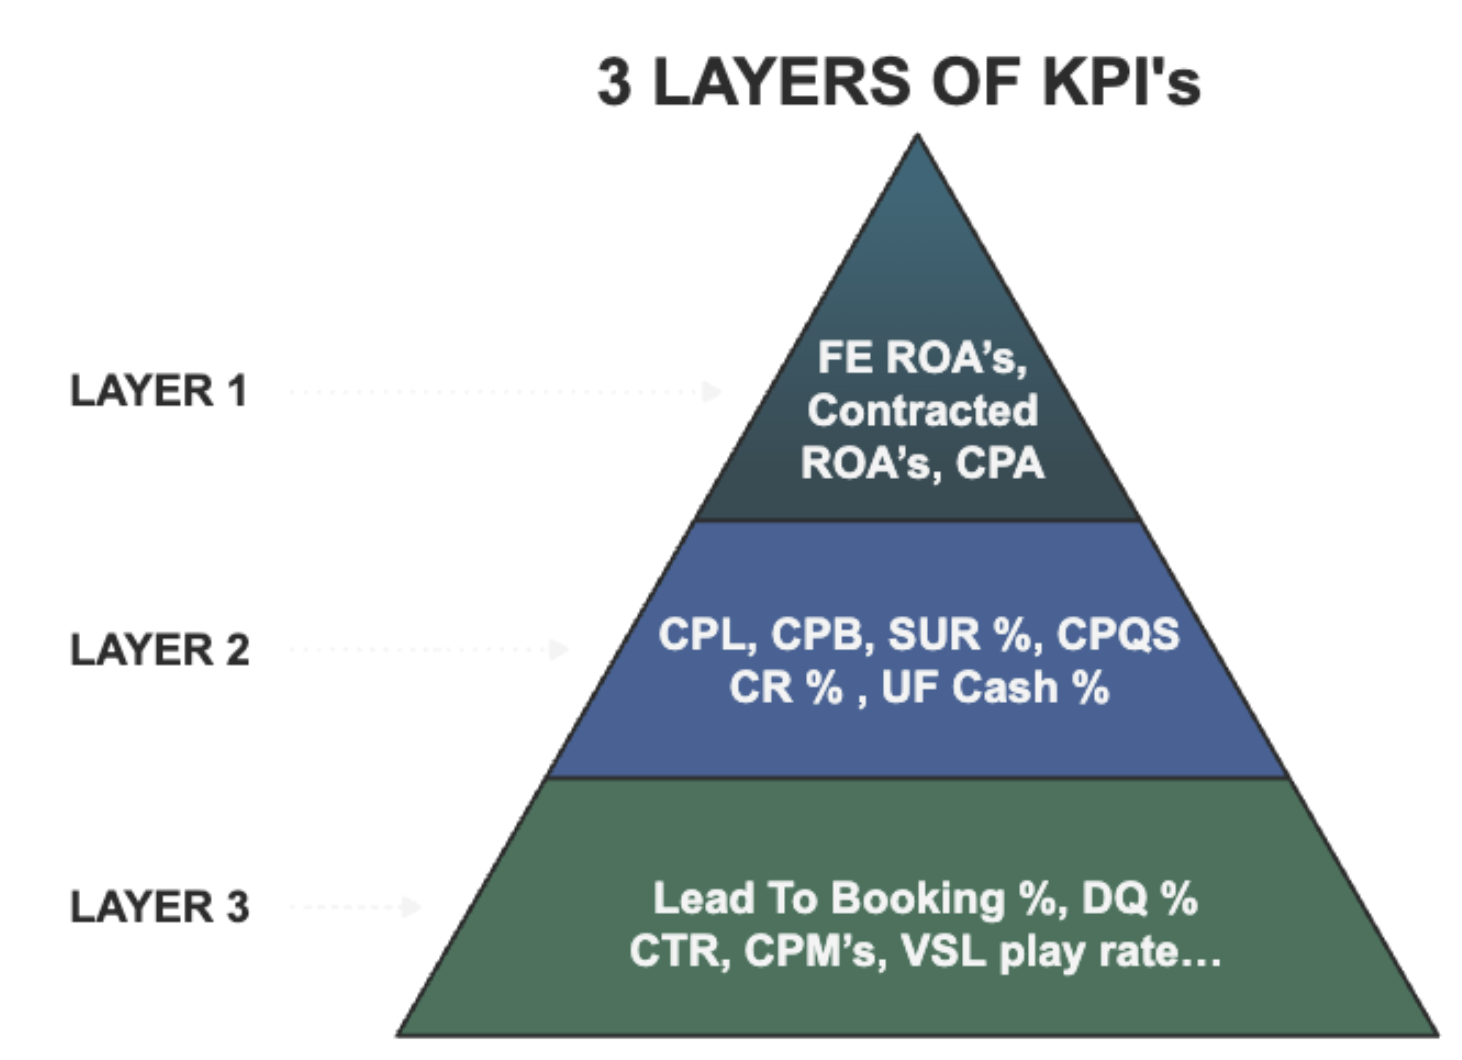 3 LAYERS OF KPI's
LAYER 1
FE ROA’s,
Contracted
ROA’s, CPA
LAYER 2
CPL, CPB, SUR %, CPQS
CR % , UF Cash %
LAYER 3
Lead To Booking %, DQ %
CTR, CPM’s, VSL play rate...